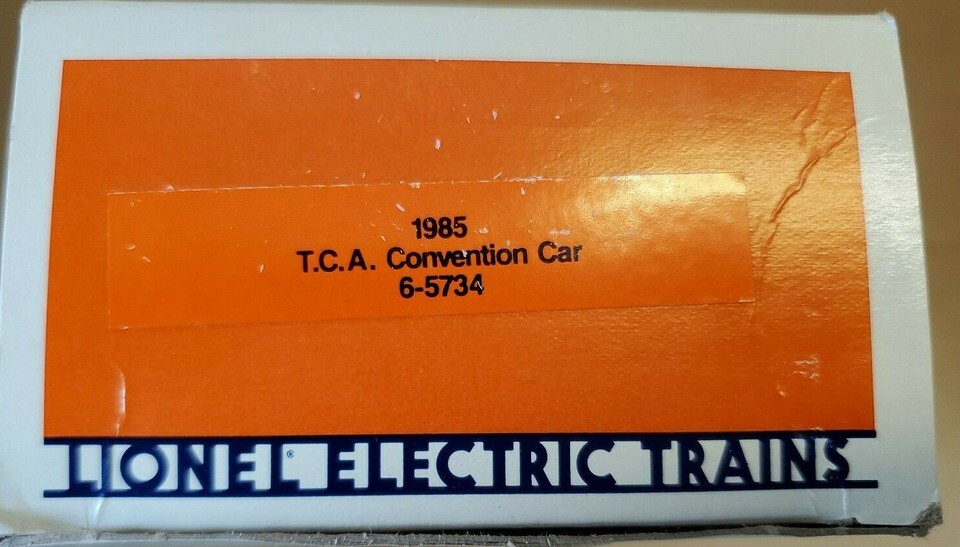 1985
T.C.A. Convention Car
6-5734
LIONEL® ELECTRIC TRAINS